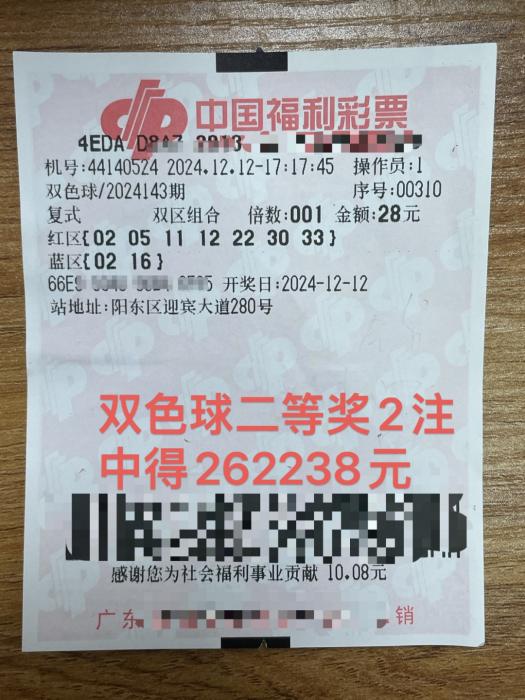 中国福利彩票
4EDA
机号:44140524 2024.12.12-17:17:45 操作员:1
双色球/2024143期 序号:00310
复式 双区组合 倍数:001 金额:28元
红区{02 05 11 12 22 30 33}
蓝区{02 16}
开奖日:2024-12-12
站地址:阳东区迎宾大道280号
双色球二等奖2注
中得262238元
感谢您为社会福利事业贡献 10.08元
广东 销